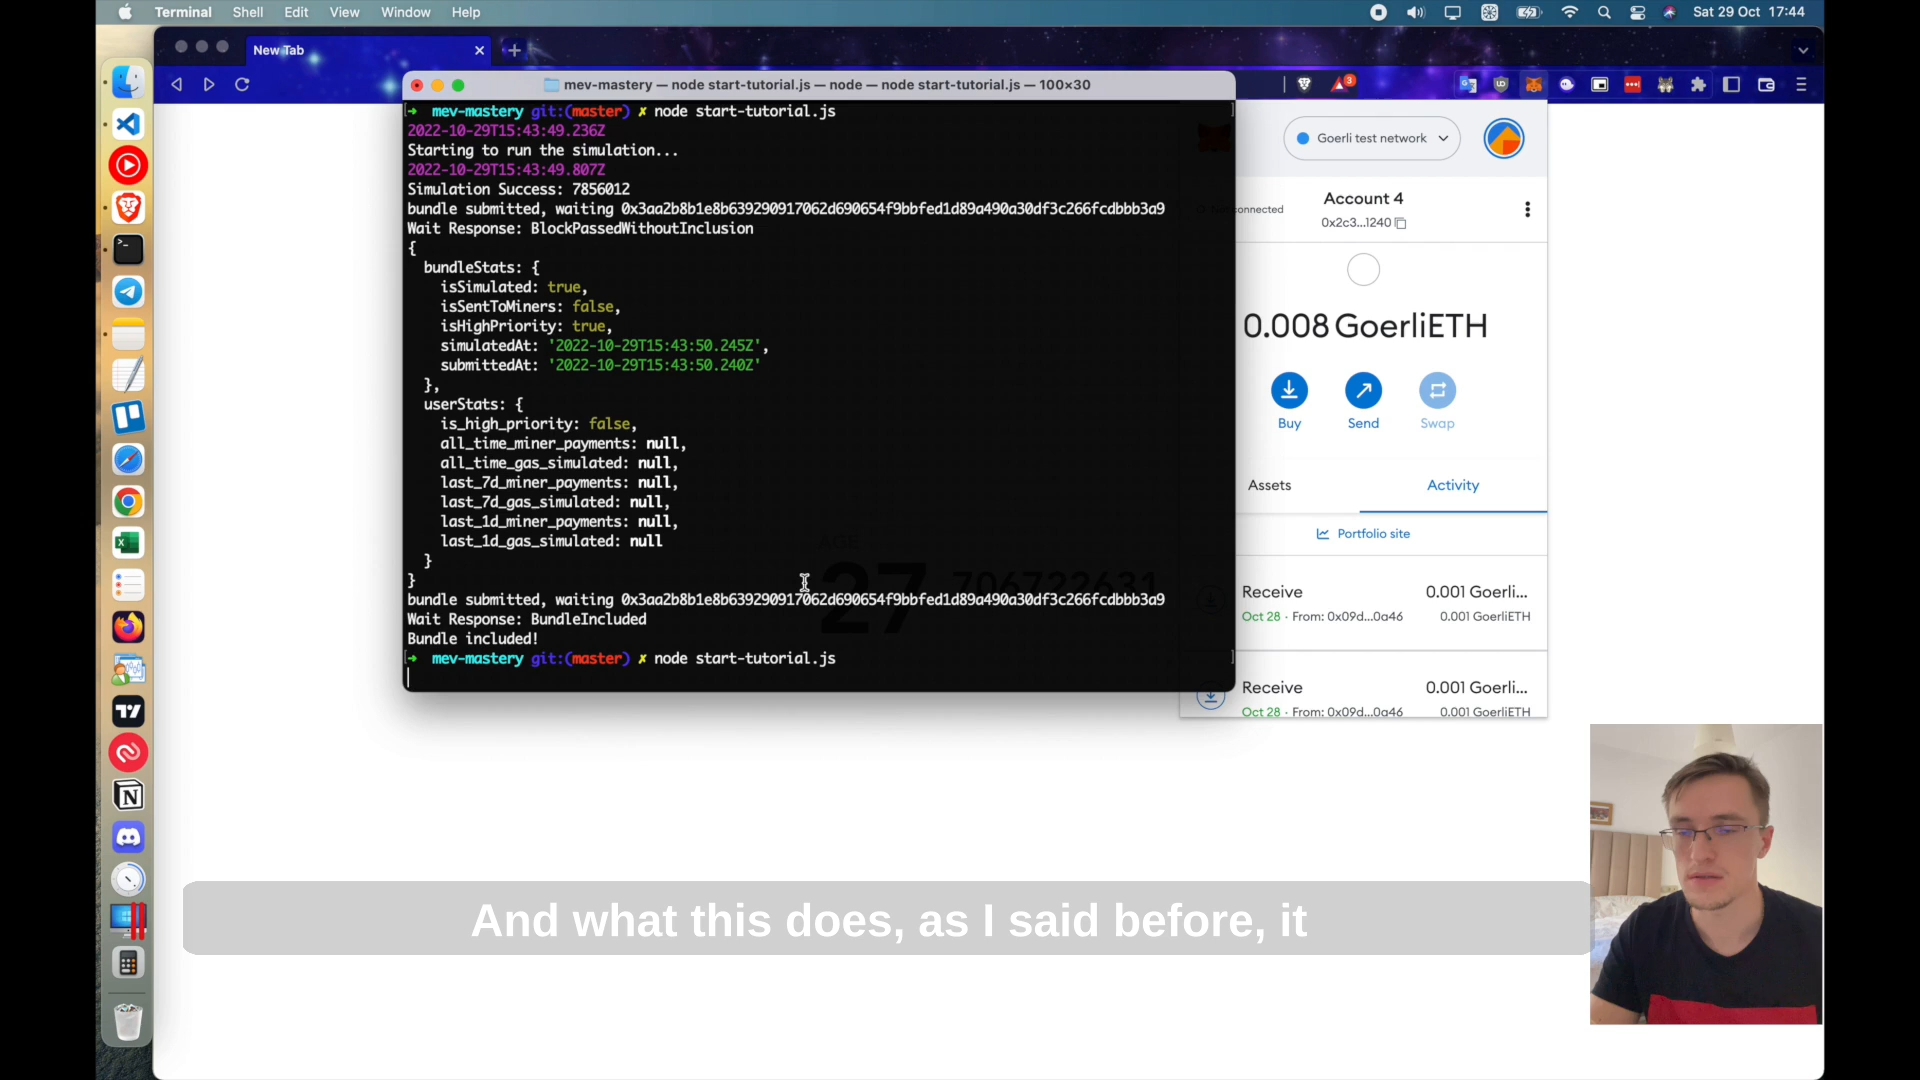 Terminal Shell Edit View Window Help
Sat 29 Oct 17:44
New Tab
mev-mastery — node start-tutorial.js — node — node start-tutorial.js — 100×30
3
mev-mastery git:(master) ✗ node start-tutorial.js
2022-10-29T15:43:49.236Z
Starting to run the simulation...
2022-10-29T15:43:49.807Z
Simulation Success: 7856012
bundle submitted, waiting 0x3aa2b8b1e8b639290917062d690654f9bbfed1d89a490a30df3c266fcdbbb3a9
Wait Response: BlockPassedWithoutInclusion
{
bundleStats: {
isSimulated: true,
isSentToMiners: false,
isHighPriority: true,
simulatedAt: '2022-10-29T15:43:50.245Z',
submittedAt: '2022-10-29T15:43:50.240Z'
},
userStats: {
is_high_priority: false,
all_time_miner_payments: null,
all_time_gas_simulated: null,
last_7d_miner_payments: null,
last_7d_gas_simulated: null,
last_1d_miner_payments: null,
last_1d_gas_simulated: null
}
}
bundle submitted, waiting 0x3aa2b8b1e8b639290917062d690654f9bbfed1d89a490a30df3c266fcdbbb3a9
Wait Response: BundleIncluded
Bundle included!
mev-mastery git:(master) ✗ node start-tutorial.js
AGE
27 .706722631
Goerli test network
connected
Account 4
0x2c3...1240
0.008 GoerliETH
Buy Send Swap
Assets Activity
Portfolio site
Receive 0.001 Goerli...
Oct 28 · From: 0x09d...0a46 0.001 GoerliETH
Receive 0.001 Goerli...
Oct 28 · From: 0x09d...0a46 0.001 GoerliETH
And what this does, as I said before, it